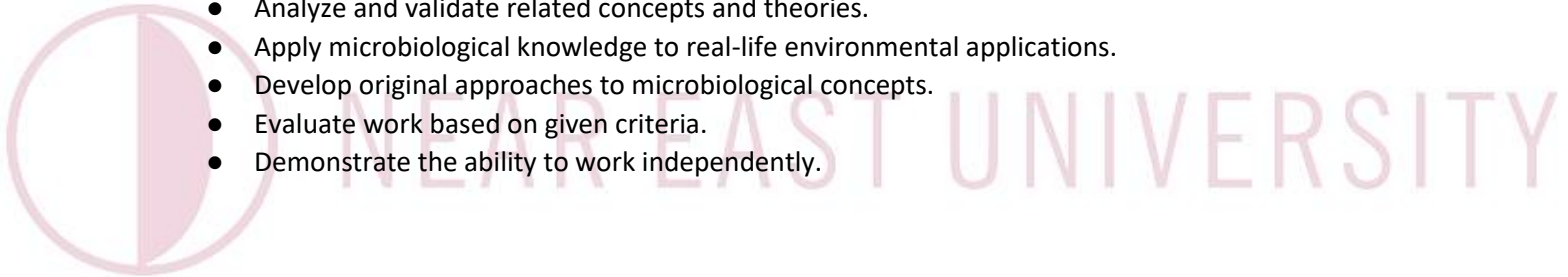 ● Analyze and validate related concepts and theories.
● Apply microbiological knowledge to real-life environmental applications.
● Develop original approaches to microbiological concepts.
● Evaluate work based on given criteria.
● Demonstrate the ability to work independently.
NEAR EAST UNIVERSITY